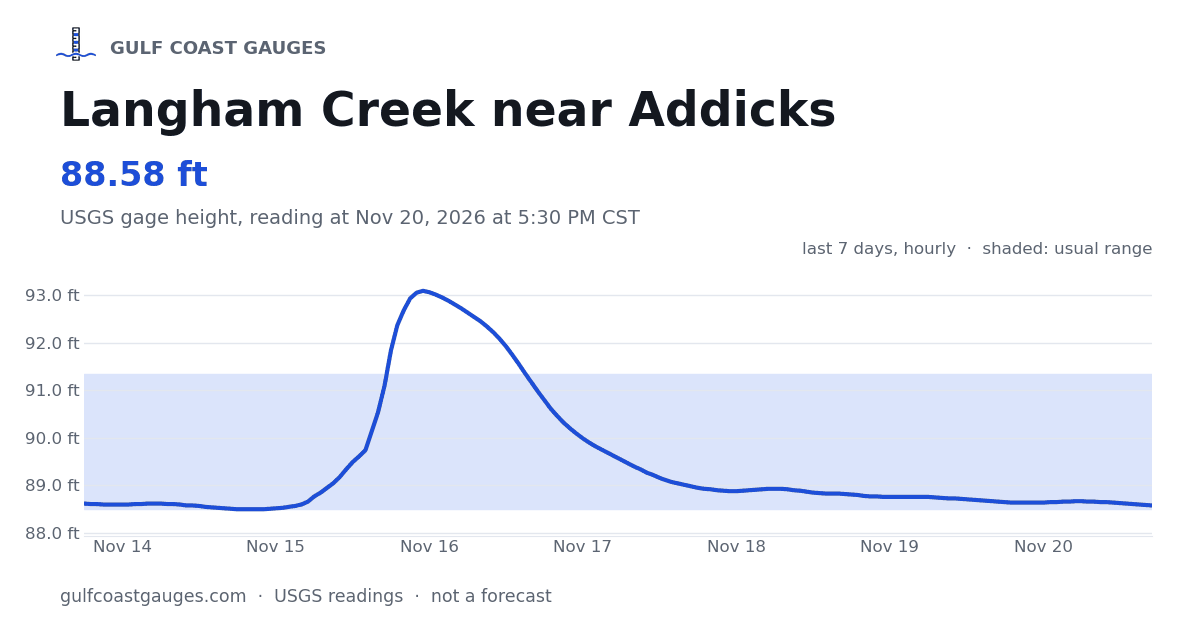 GULF COAST GAUGES
Langham Creek near Addicks
88.58 ft
USGS gage height, reading at Nov 20, 2026 at 5:30 PM CST
last 7 days, hourly · shaded: usual range
93.0 ft
92.0 ft
91.0 ft
90.0 ft
89.0 ft
88.0 ft
Nov 14 Nov 15 Nov 16 Nov 17 Nov 18 Nov 19 Nov 20
gulfcoastgauges.com · USGS readings · not a forecast